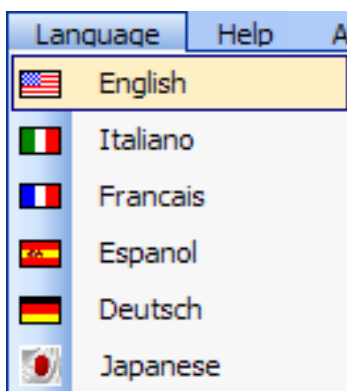 Language Help A
English
Italiano
Francais
Espanol
Deutsch
Japanese